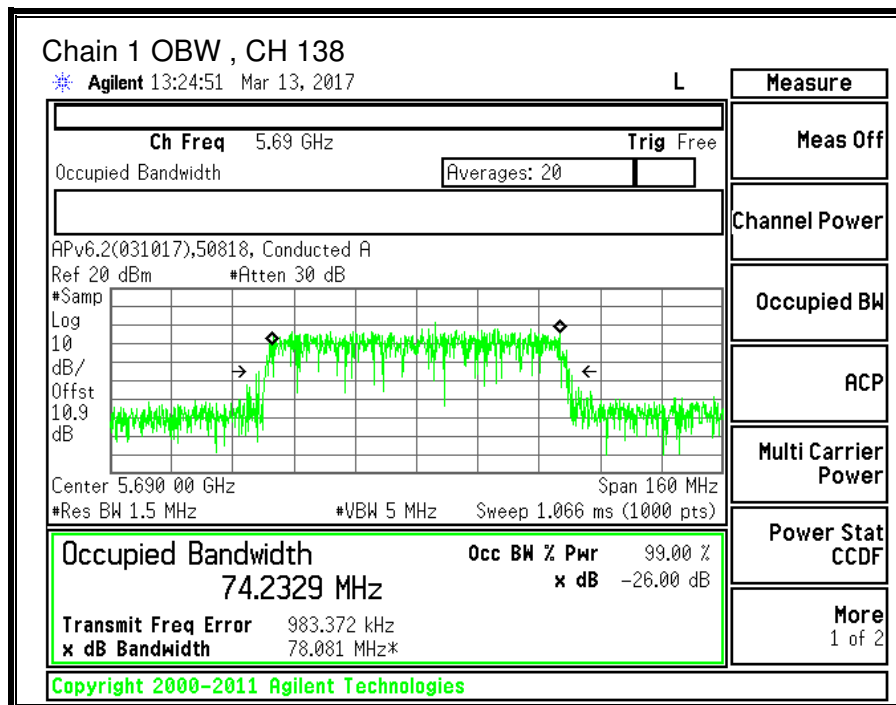 Chain 1 OBW , CH 138
Agilent 13:24:51 Mar 13, 2017 L
Ch Freq 5.69 GHz Trig Free
Occupied Bandwidth Averages: 20
APv6.2(031017),50818, Conducted A
Ref 20 dBm #Atten 30 dB
#Samp
Log
10
dB/
Offst
10.9
dB
Center 5.690 00 GHz Span 160 MHz
#Res BW 1.5 MHz #VBW 5 MHz Sweep 1.066 ms (1000 pts)
Occupied Bandwidth Occ BW % Pwr 99.00 %
74.2329 MHz x dB -26.00 dB
Transmit Freq Error 983.372 kHz
x dB Bandwidth 78.081 MHz*
Copyright 2000-2011 Agilent Technologies
Measure
Meas Off
Channel Power
Occupied BW
ACP
Multi Carrier
Power
Power Stat
CCDF
More
1 of 2